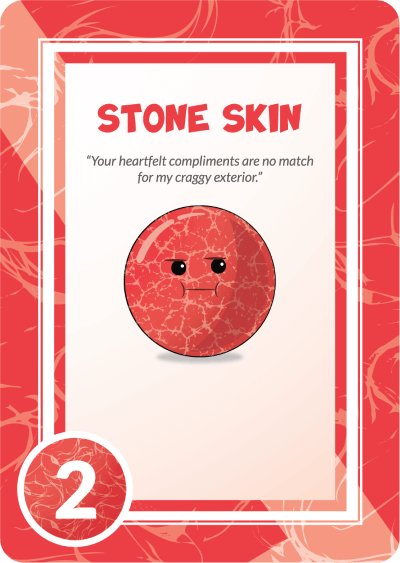 STONE SKIN
“Your heartfelt compliments are no match
for my craggy exterior.”
2